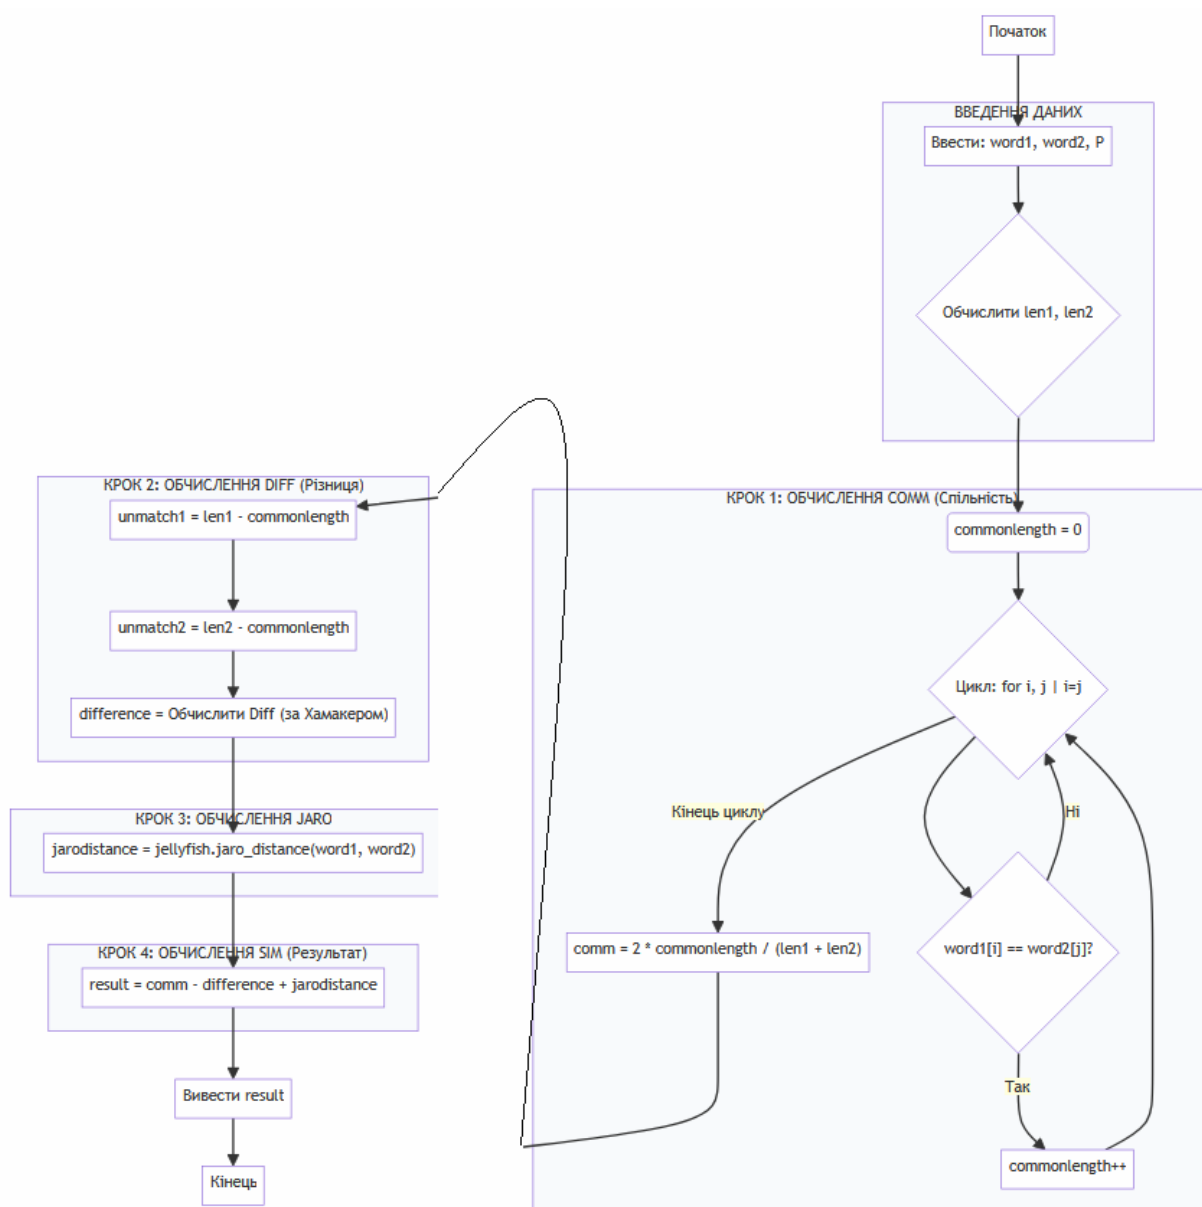 Початок
ВВЕДЕННЯ ДАНИХ
Ввести: word1, word2, P
Обчислити len1, len2
КРОК 1: ОБЧИСЛЕННЯ COMM (Спільність)
commonlength = 0
Цикл: for i, j | i=j
Кінець циклу
Ні
comm = 2 * commonlength / (len1 + len2)
word1[i] == word2[j]?
Так
commonlength++
КРОК 2: ОБЧИСЛЕННЯ DIFF (Різниця)
unmatch1 = len1 - commonlength
unmatch2 = len2 - commonlength
difference = Обчислити Diff (за Хамакером)
КРОК 3: ОБЧИСЛЕННЯ JARO
jarodistance = jellyfish.jaro_distance(word1, word2)
КРОК 4: ОБЧИСЛЕННЯ SIM (Результат)
result = comm - difference + jarodistance
Вивести result
Кінець